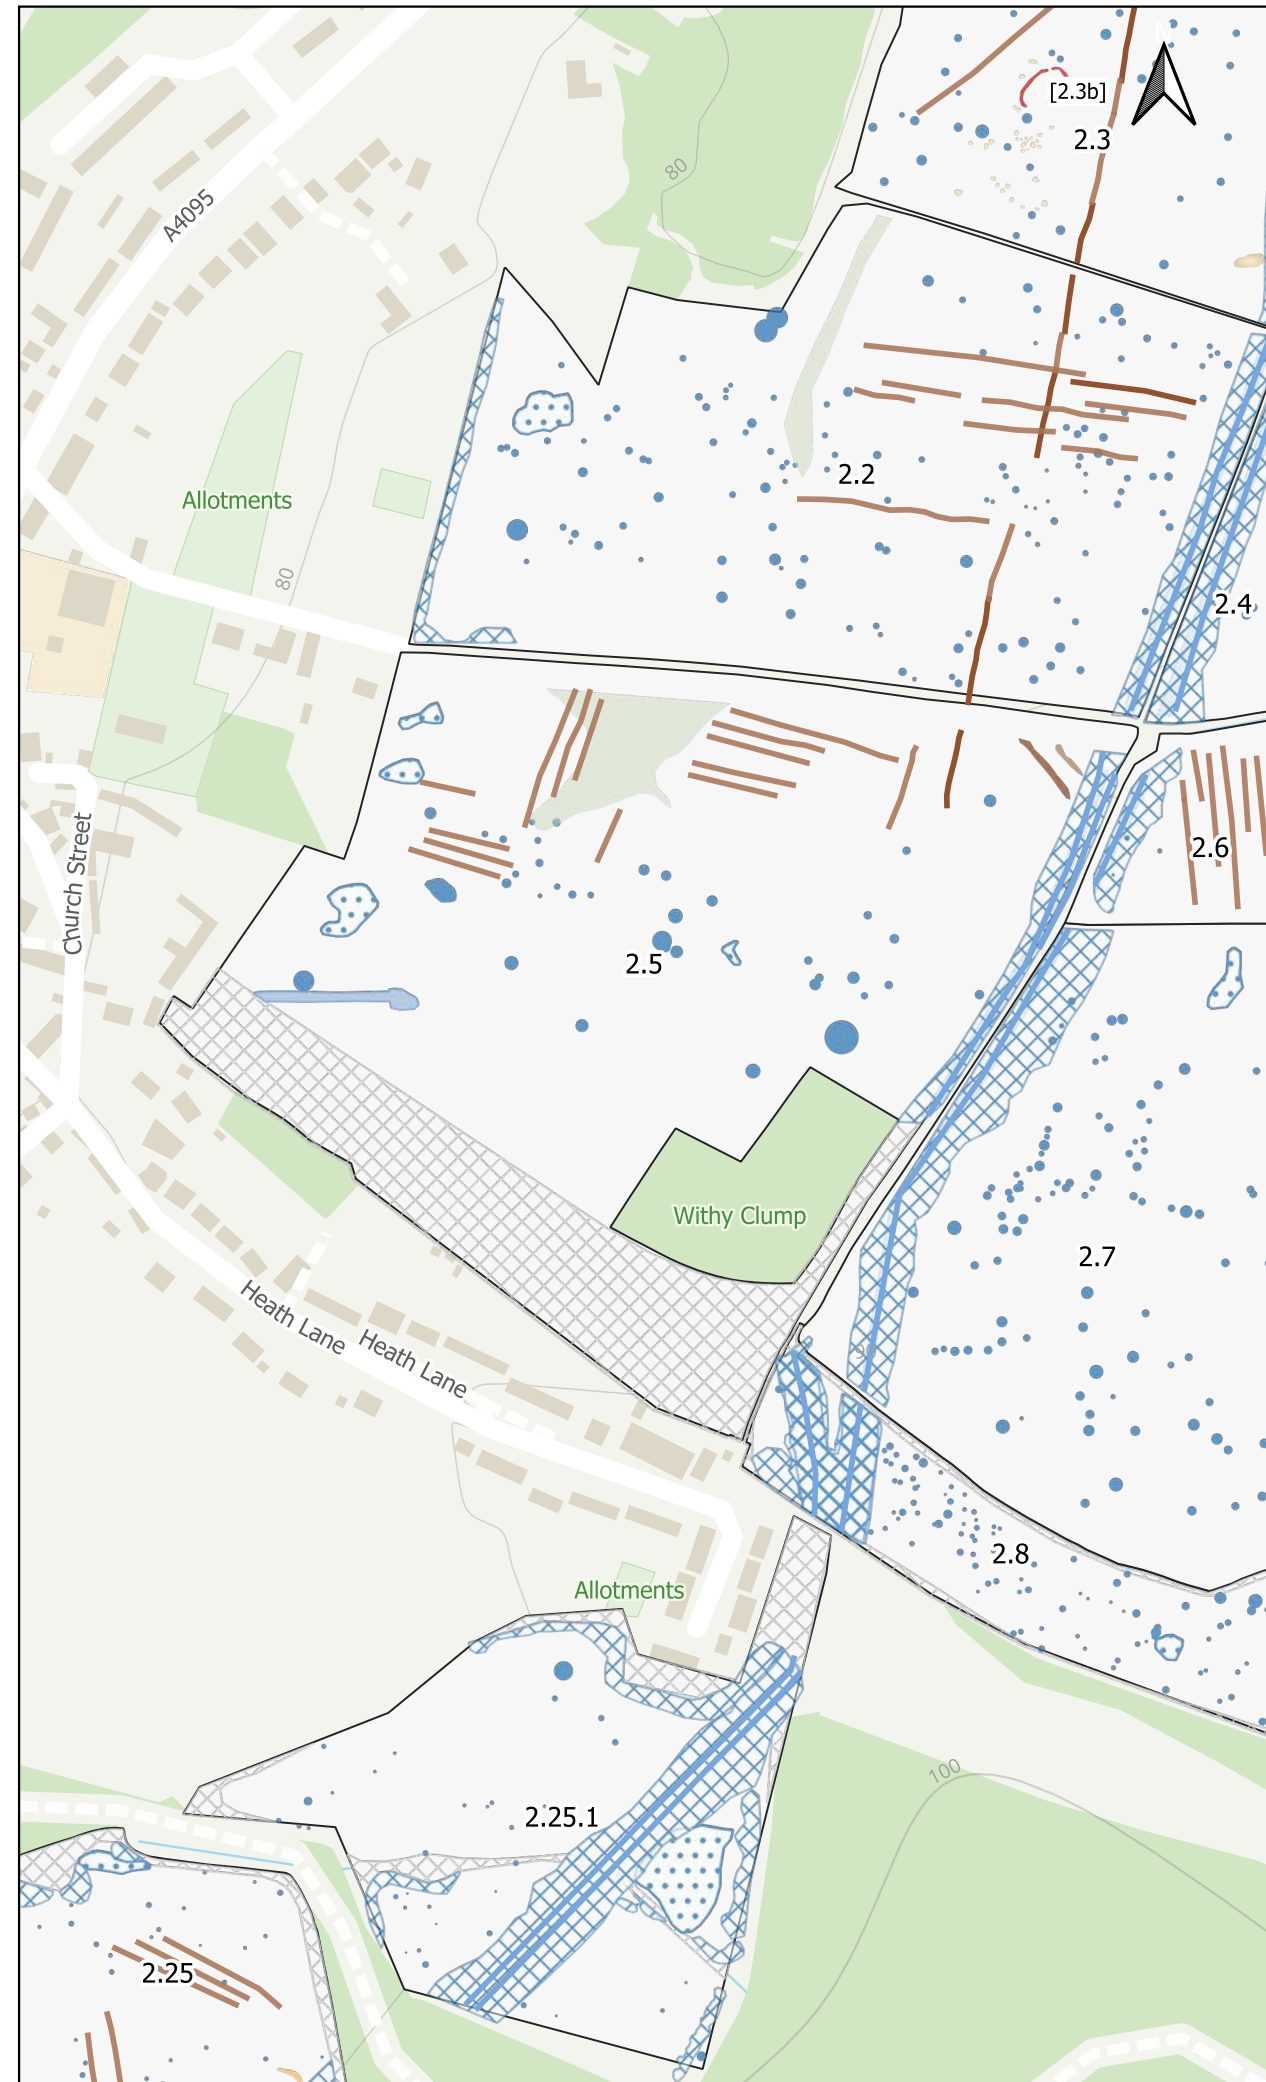 N
[2.3b]
2.3
80
A4095
2.2
Allotments
80
2.4
2.6
Church Street
2.5
Withy Clump
2.7
Heath Lane
Heath Lane
90
2.8
Allotments
100
2.25.1
2.25